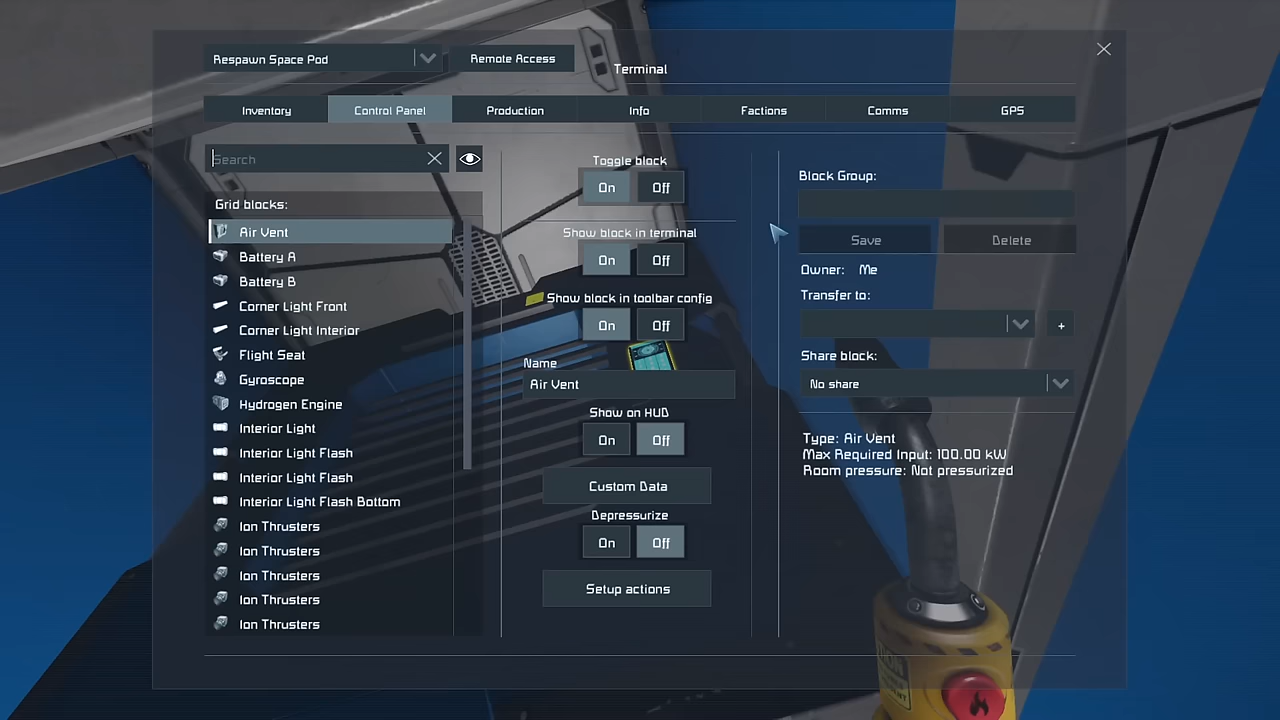 Respawn Space Pod
Remote Access
Terminal
Inventory
Control Panel
Production
Info
Factions
Comms
GPS
Search
Grid blocks:
Air Vent
Battery A
Battery B
Corner Light Front
Corner Light Interior
Flight Seat
Gyroscope
Hydrogen Engine
Interior Light
Interior Light Flash
Interior Light Flash
Interior Light Flash Bottom
Ion Thrusters
Ion Thrusters
Ion Thrusters
Ion Thrusters
Ion Thrusters
Toggle block
On Off
Show block in terminal
On Off
Show block in toolbar config
On Off
Name
Air Vent
Show on HUD
On Off
Custom Data
Depressurize
On Off
Setup actions
Block Group:
Save
Delete
Owner: Me
Transfer to:
+
Share block:
No share
Type: Air Vent
Max Required Input: 100.00 kW
Room pressure: Not pressurized